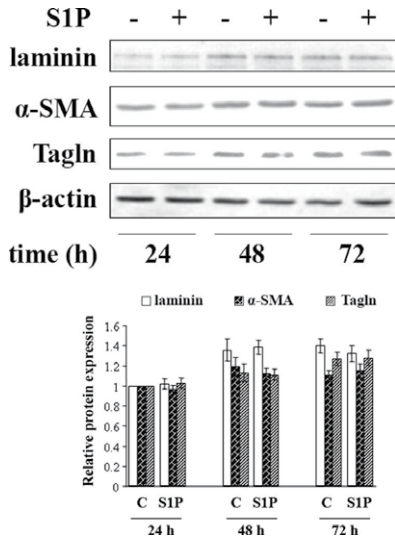 S1P - + - + - +
laminin
α-SMA
Tagln
β-actin
time (h) 24 48 72
laminin α-SMA Tagln
Relative protein expression
1.6
1.4
1.2
1
0.8
0.6
0.4
0.2
0
C S1P C S1P C S1P
24 h 48 h 72 h